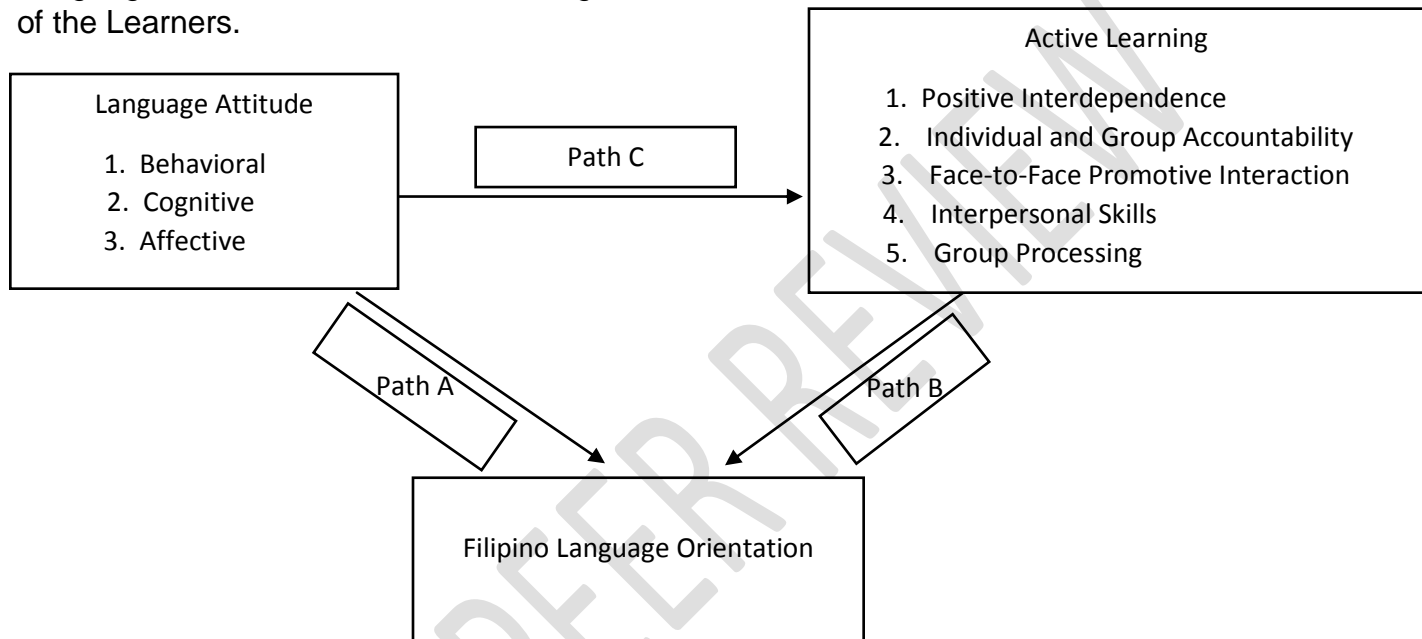 of the Learners.
Active Learning
1. Positive Interdependence
2. Individual and Group Accountability
3. Face-to-Face Promotive Interaction
4. Interpersonal Skills
5. Group Processing
Language Attitude
1. Behavioral
2. Cognitive
3. Affective
Path C
Path A
Path B
Filipino Language Orientation
PEER REVIEW